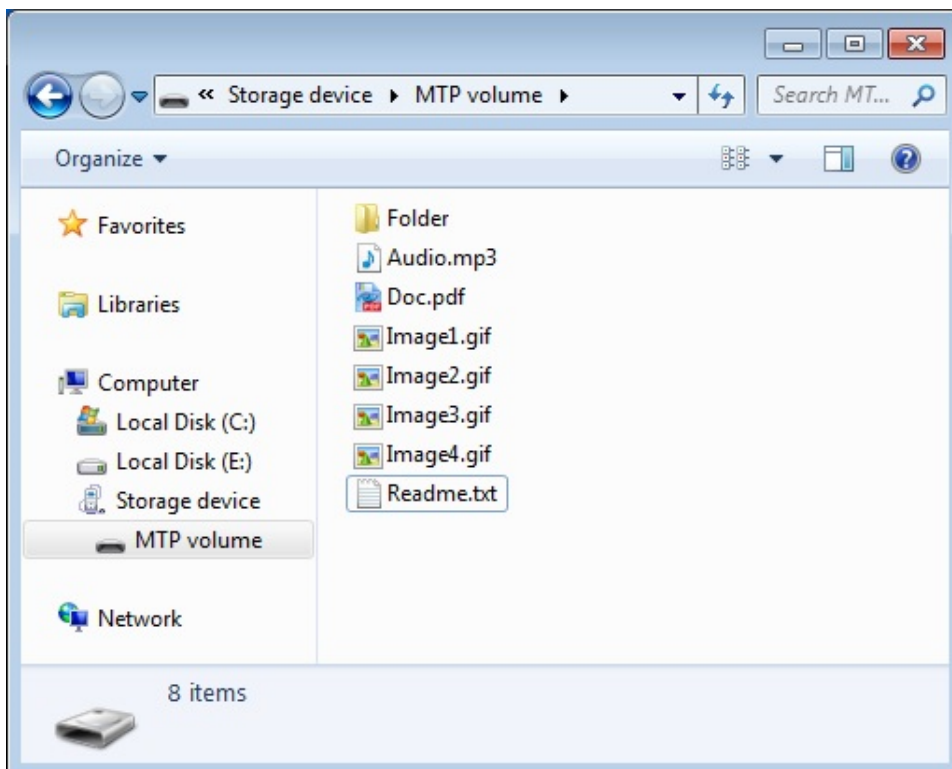 « Storage device ▸ MTP volume ▸
Search MT...
Organize
Favorites
Libraries
Computer
Local Disk (C:)
Local Disk (E:)
Storage device
MTP volume
Network
Folder
Audio.mp3
Doc.pdf
Image1.gif
Image2.gif
Image3.gif
Image4.gif
Readme.txt
8 items